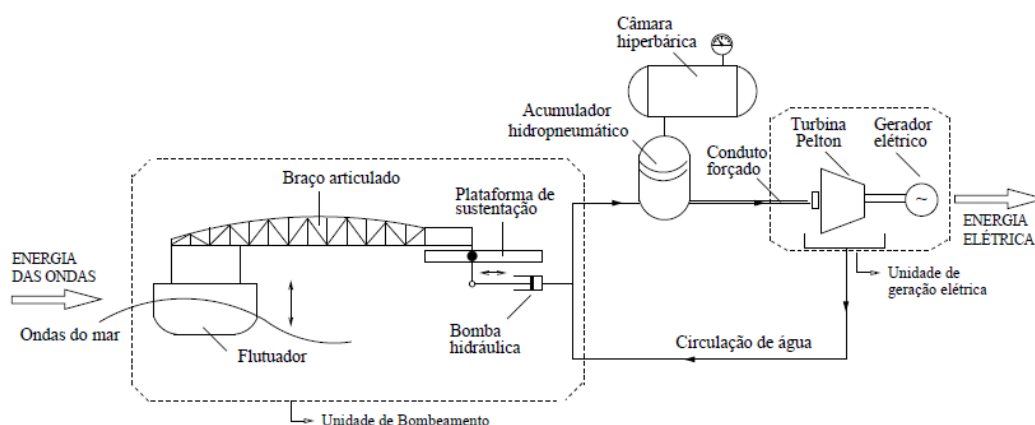 Câmara
hiperbárica
Acumulador
hidropneumático
Turbina
Pelton
Gerador
elétrico
Conduto
forçado
Braço articulado
Plataforma de
sustentação
ENERGIA
DAS ONDAS
~
ENERGIA
ELÉTRICA
Unidade de
geração elétrica
Ondas do mar
Flutuador
Bomba
hidráulica
Circulação de água
Unidade de Bombeamento